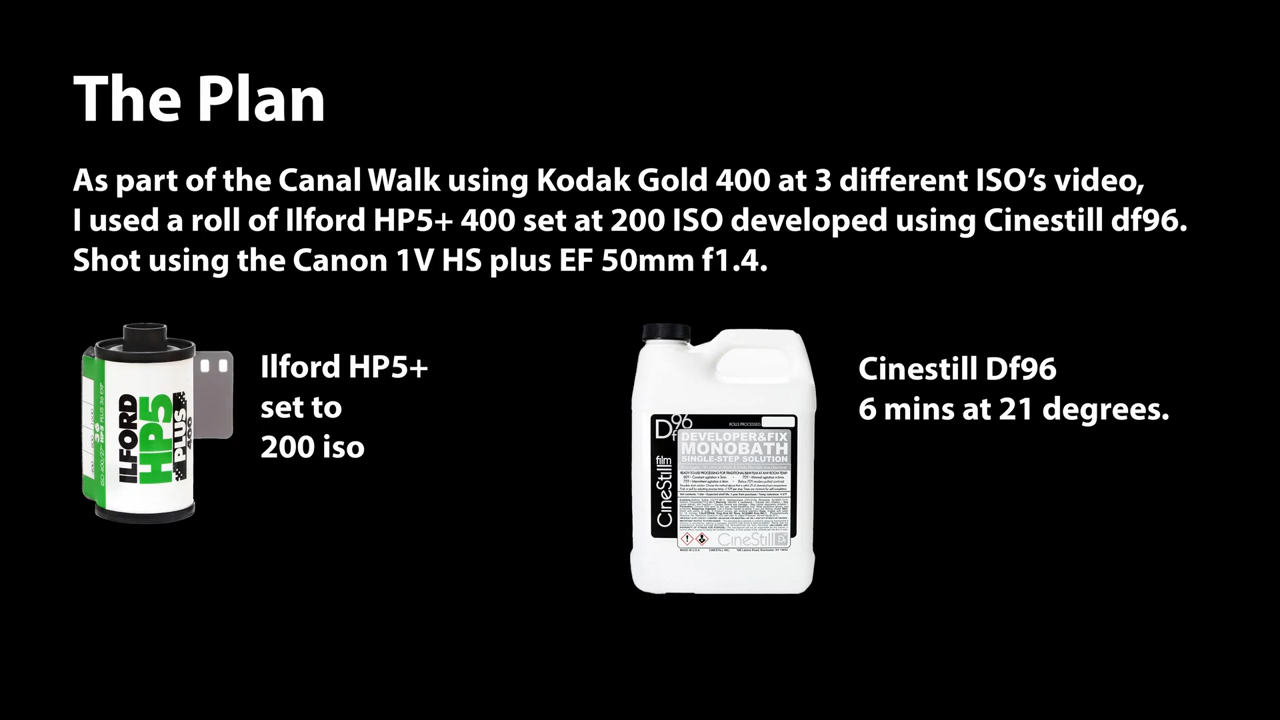 The Plan
As part of the Canal Walk using Kodak Gold 400 at 3 different ISO’s video,
I used a roll of Ilford HP5+ 400 set at 200 ISO developed using Cinestill df96.
Shot using the Canon 1V HS plus EF 50mm f1.4.
ILFORD
HP5
PLUS
400
Ilford HP5+
set to
200 iso
Df96
DEVELOPER&FIX
MONOBATH
SINGLE-STEP SOLUTION
CineStill film
CineStill Df
Cinestill Df96
6 mins at 21 degrees.